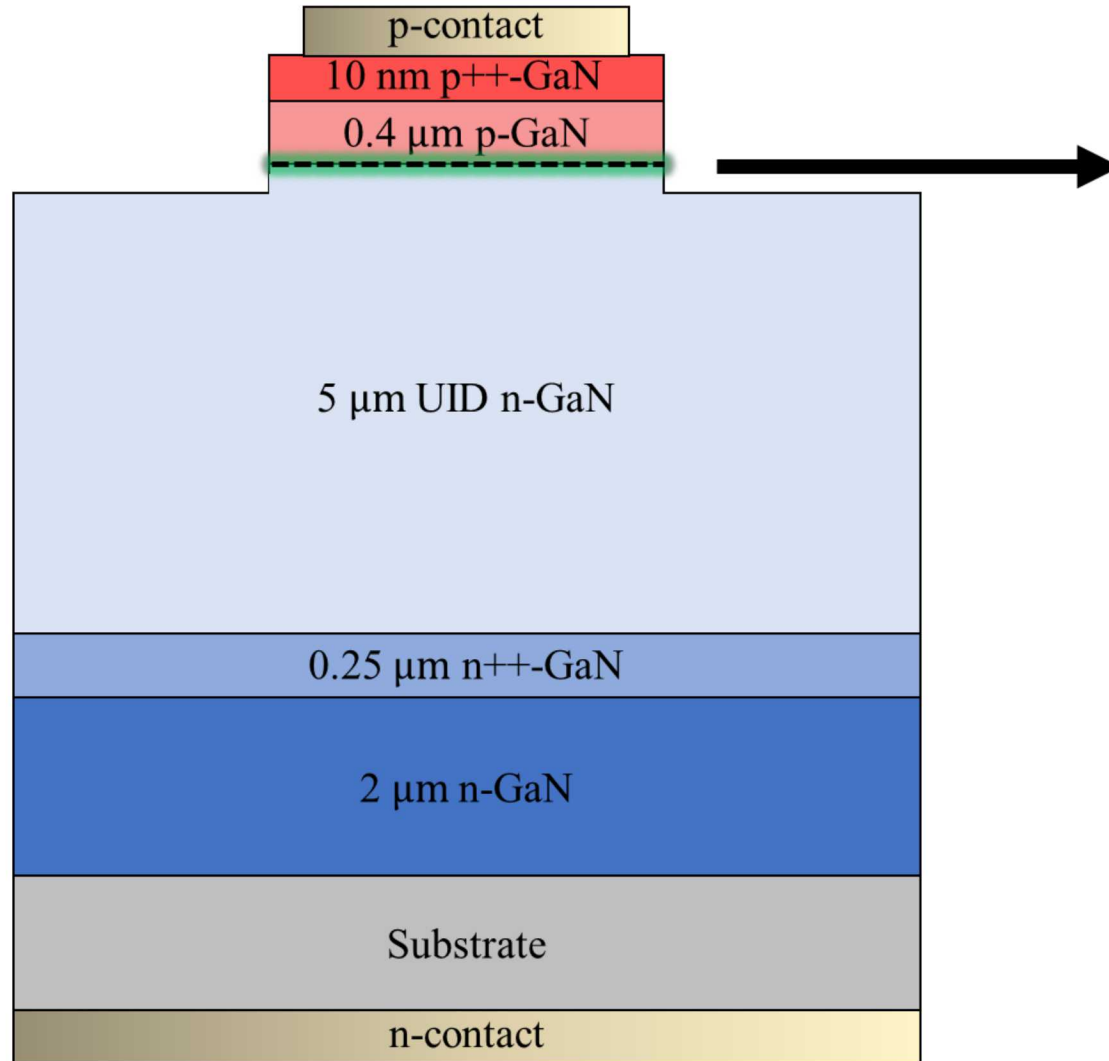 p-contact
10 nm p++-GaN
0.4 μm p-GaN
5 μm UID n-GaN
0.25 μm n++-GaN
2 μm n-GaN
Substrate
n-contact